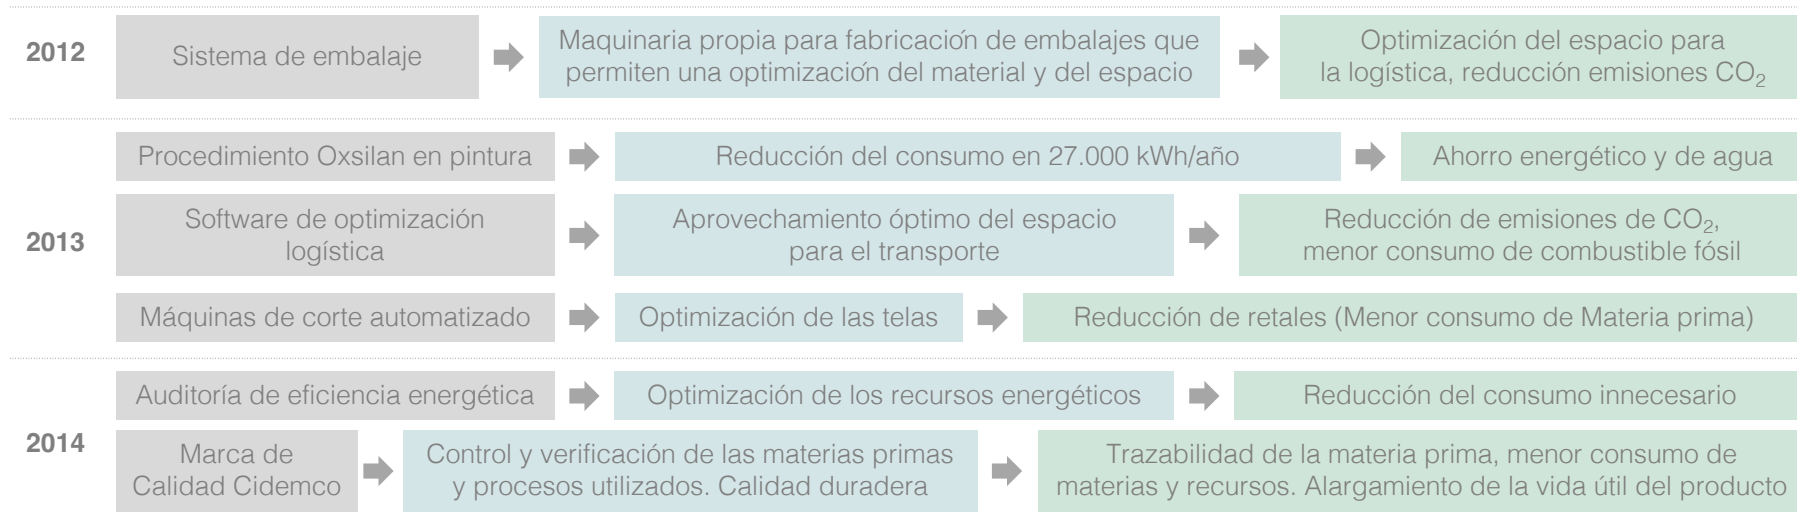 2012
Sistema de embalaje
Maquinaria propia para fabricación de embalajes que
permiten una optimización del material y del espacio
Optimización del espacio para
la logística, reducción emisiones CO₂
2013
Procedimiento Oxsilan en pintura
Reducción del consumo en 27.000 kWh/año
Ahorro energético y de agua
Software de optimización
logística
Aprovechamiento óptimo del espacio
para el transporte
Reducción de emisiones de CO₂,
menor consumo de combustible fósil
Máquinas de corte automatizado
Optimización de las telas
Reducción de retales (Menor consumo de Materia prima)
2014
Auditoría de eficiencia energética
Optimización de los recursos energéticos
Reducción del consumo innecesario
Marca de
Calidad Cidemco
Control y verificación de las materias primas
y procesos utilizados. Calidad duradera
Trazabilidad de la materia prima, menor consumo de
materias y recursos. Alargamiento de la vida útil del producto